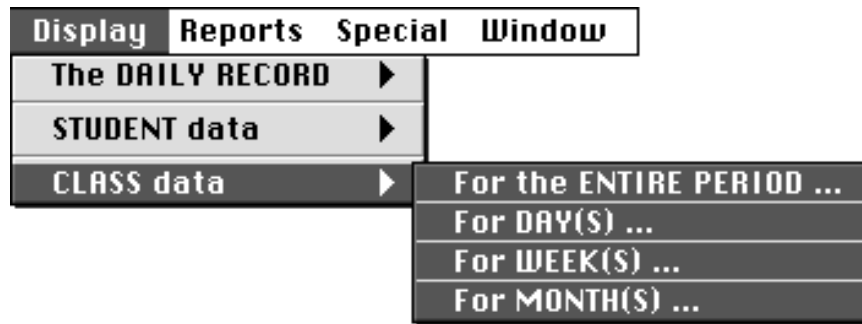 Display Reports Special Window
The DAILY RECORD
STUDENT data
CLASS data
For the ENTIRE PERIOD ...
For DAY(S) ...
For WEEK(S) ...
For MONTH(S) ...